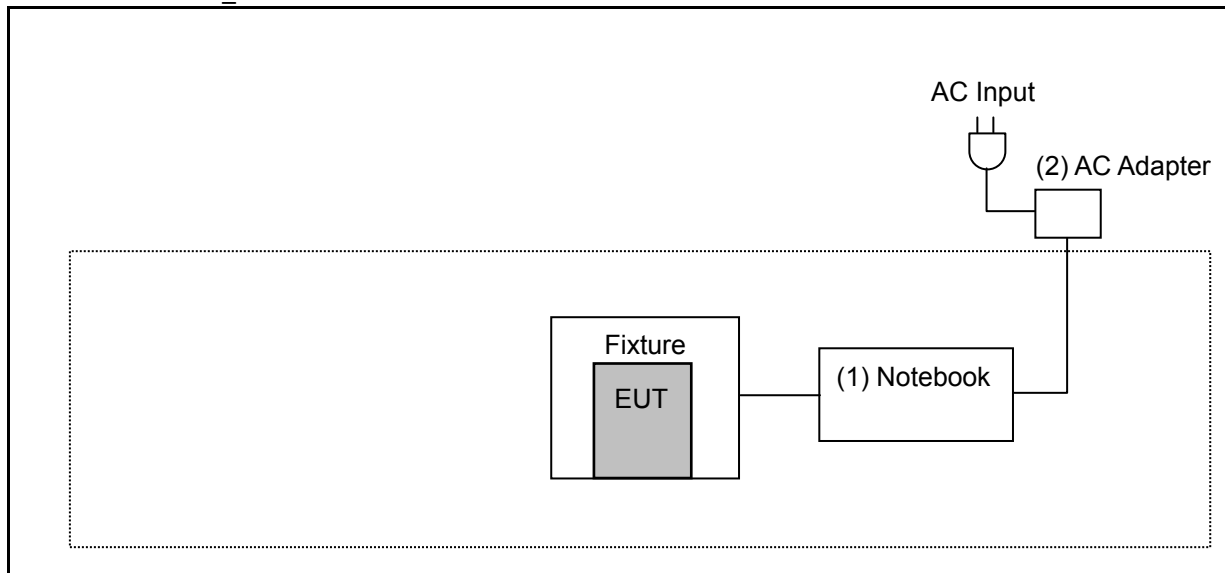 AC Input
(2) AC Adapter
Fixture
EUT
(1) Notebook